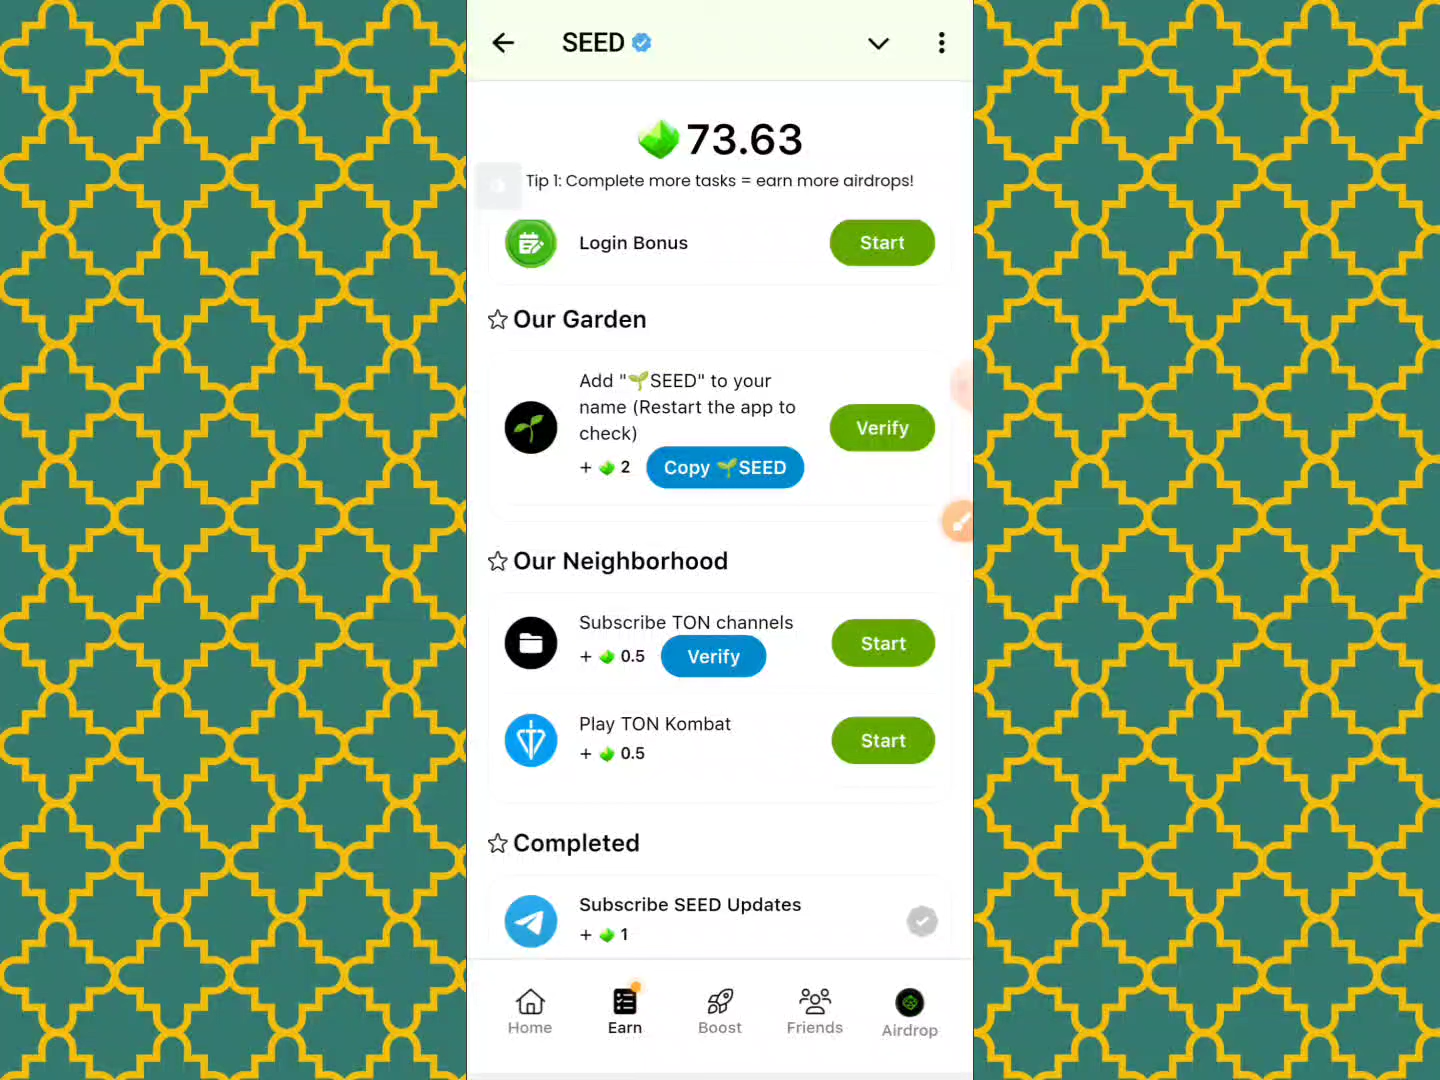 SEED
73.63
Tip 1: Complete more tasks = earn more airdrops!
Login Bonus
Start
Our Garden
Add "🌱SEED" to your
name (Restart the app to
check)
Verify
+ 2
Copy 🌱SEED
Our Neighborhood
Subscribe TON channels
+ 0.5
Verify
Start
Play TON Kombat
+ 0.5
Start
Completed
Subscribe SEED Updates
+ 1
Home
Earn
Boost
Friends
Airdrop